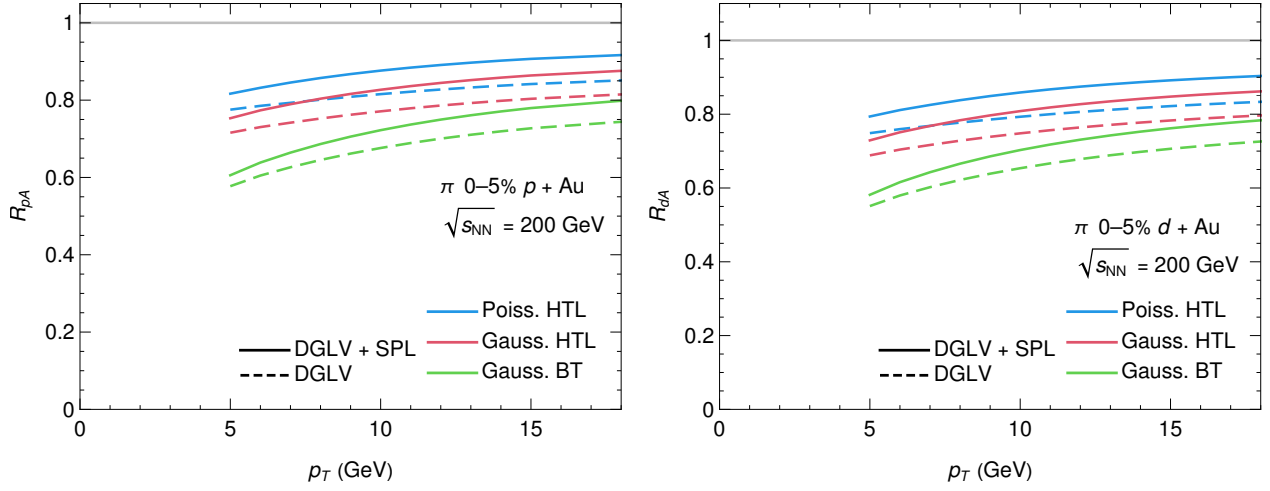 1
0.8
0.6
0.4
0.2
0
R_pA
π 0–5% p + Au
√s_NN = 200 GeV
Poiss. HTL
Gauss. HTL
Gauss. BT
DGLV + SPL
DGLV
0 5 10 15
p_T (GeV)
1
0.8
0.6
0.4
0.2
0
R_dA
π 0–5% d + Au
√s_NN = 200 GeV
Poiss. HTL
Gauss. HTL
Gauss. BT
DGLV + SPL
DGLV
0 5 10 15
p_T (GeV)